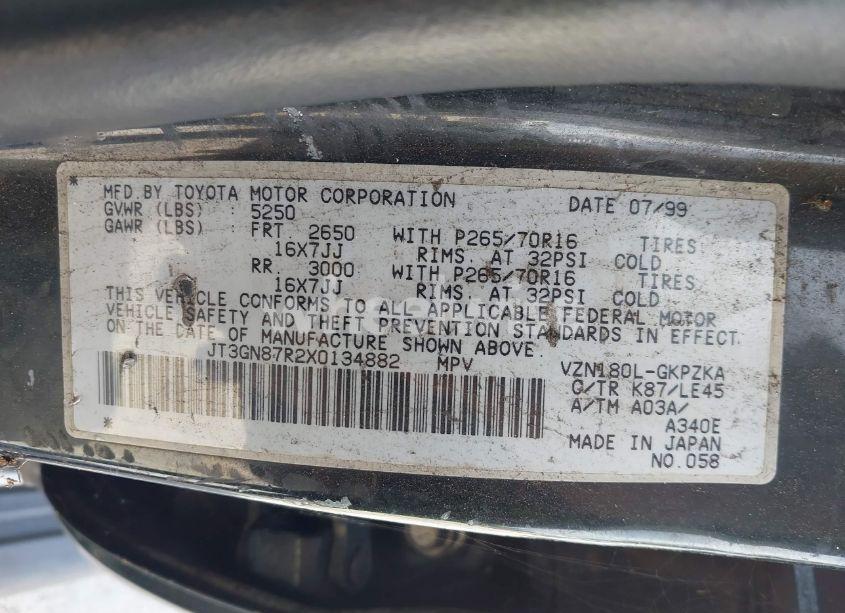 MFD.BY TOYOTA MOTOR CORPORATION DATE 07/99
GVWR (LBS) : 5250
GAWR (LBS) : FRT 2650 WITH P265/70R16 TIRES
16X7JJ RIMS. AT 32PSI COLD
RR. 3000 WITH P265/70R16 TIRES
16X7JJ RIMS. AT 32PSI COLD
THIS VEHICLE CONFORMS TO ALL APPLICABLE FEDERAL MOTOR
VEHICLE SAFETY AND THEFT PREVENTION STANDARDS IN EFFECT
ON THE DATE OF MANUFACTURE SHOWN ABOVE.
JT3GN87R2X0134882 MPV VZN180L-GKPZKA
C/TR K87/LE45
A/TM A03A/
A340E
MADE IN JAPAN
NO.058